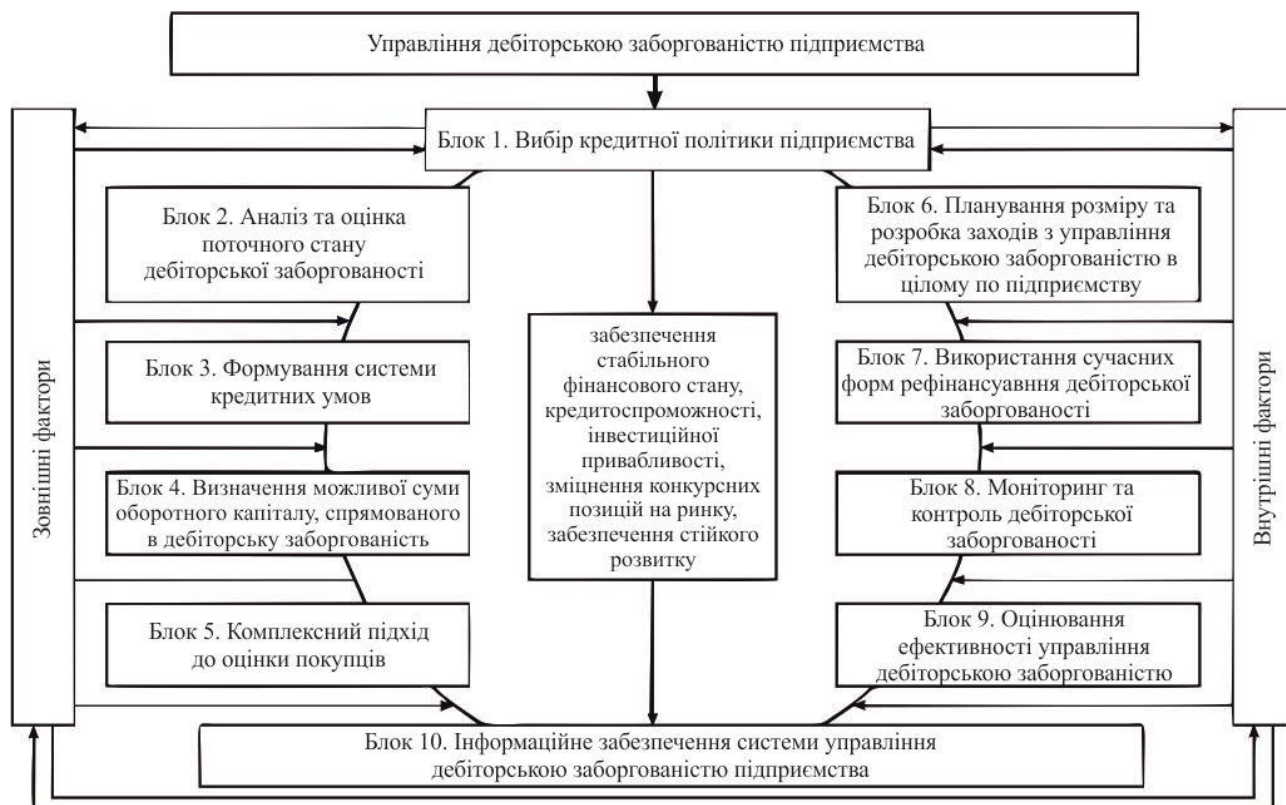 Управління дебіторською заборгованістю підприємства
Блок 1. Вибір кредитної політики підприємства
Зовнішні фактори
Блок 2. Аналіз та оцінка
поточного стану
дебіторської заборгованості
Блок 3. Формування системи
кредитних умов
Блок 4. Визначення можливої суми
оборотного капіталу, спрямованого
в дебіторську заборгованість
Блок 5. Комплексний підхід
до оцінки покупців
забезпечення
стабільного
фінансового стану,
кредитоспроможності,
інвестиційної
привабливості,
зміцнення конкурсних
позицій на ринку,
забезпечення стійкого
розвитку
Блок 6. Планування розміру та
розробка заходів з управління
дебіторською заборгованістю в
цілому по підприємству
Блок 7. Використання сучасних
форм рефінансуавння дебіторської
заборгованості
Блок 8. Моніторинг та
контроль дебіторської
заборгованості
Блок 9. Оцінювання
ефективності управління
дебіторською заборгованістю
Внутрішні фактори
Блок 10. Інформаційне забезпечення системи управління
дебіторською заборгованістю підприємства